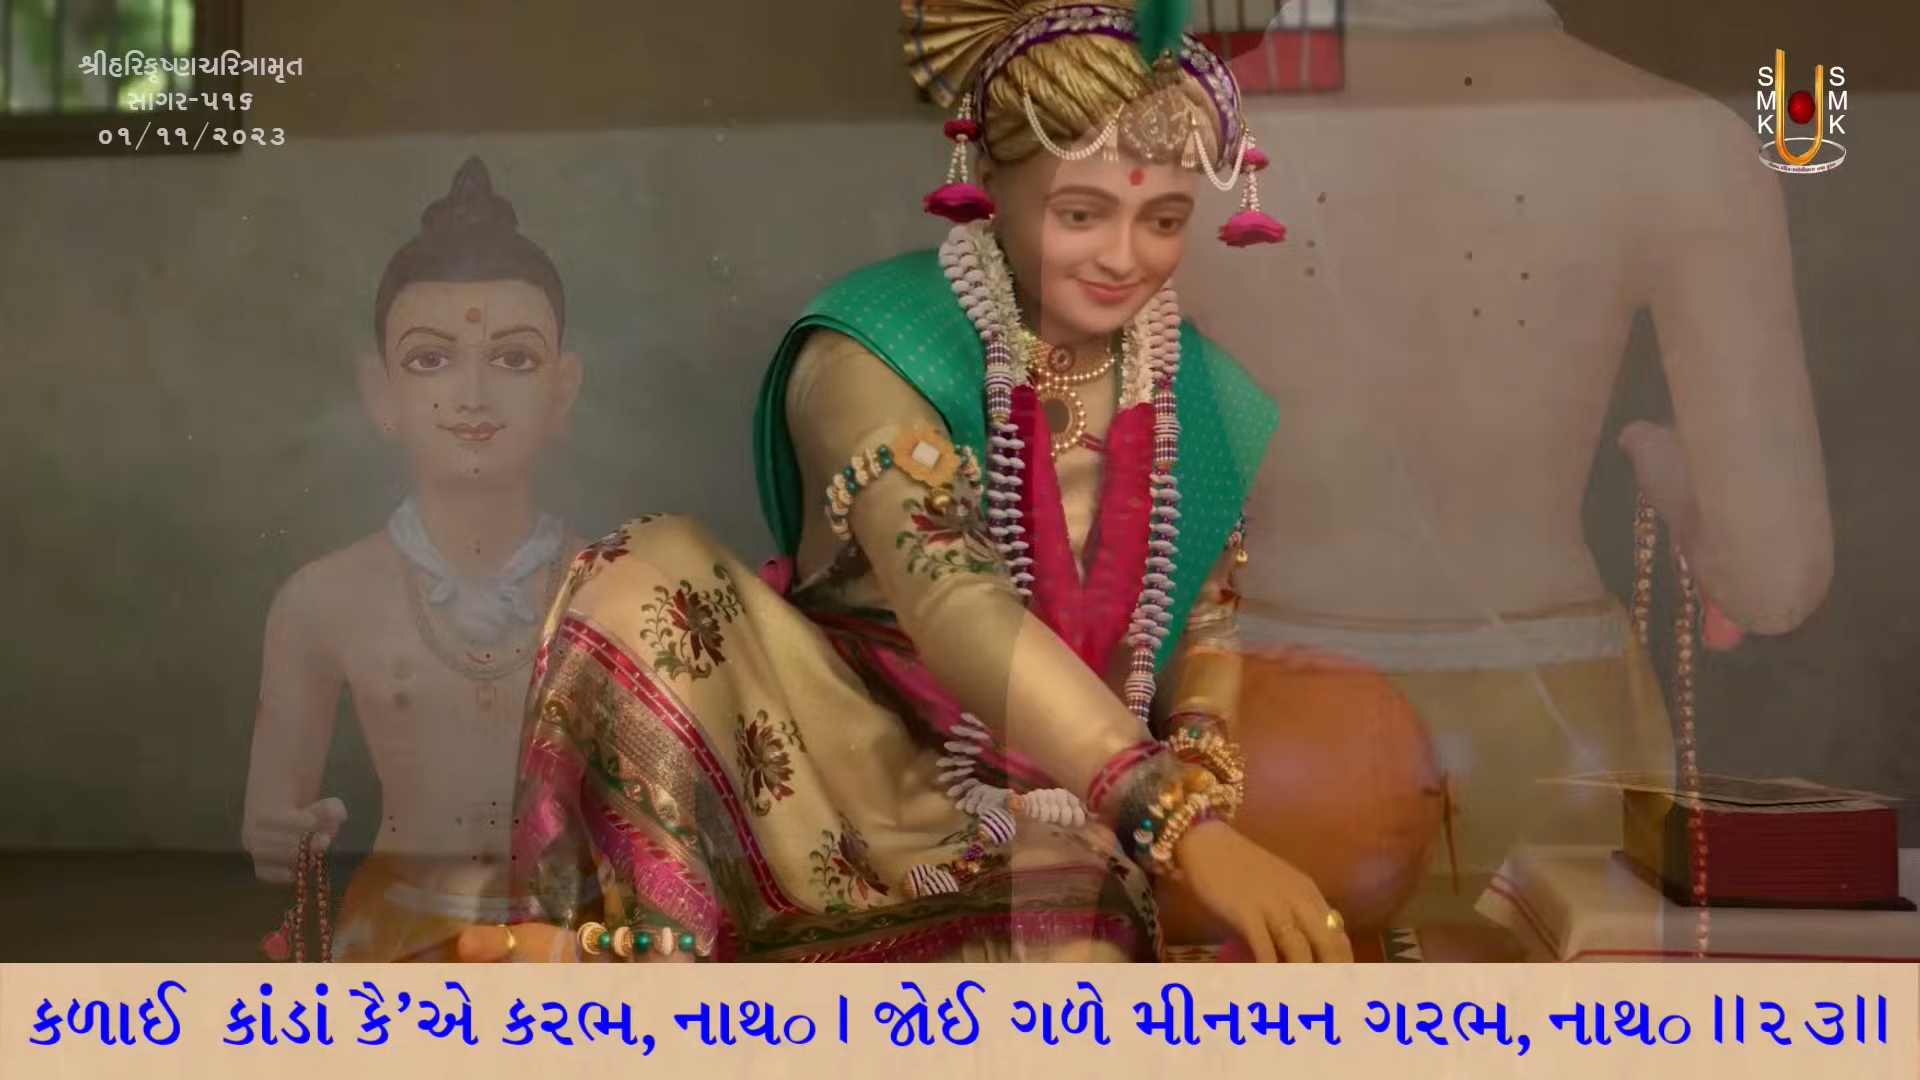 શ્રીહરિકૃષ્ણચરિત્રામૃત
સાગર-૫૧૬
૦૧/૧૧/૨૦૨૩
S S
M M
K K
કળાઈ કાંડાં કૈ’એ કરભ, નાથ૦ । જોઈ ગળે મીનમન ગરભ, નાથ૦ ॥૨૩॥